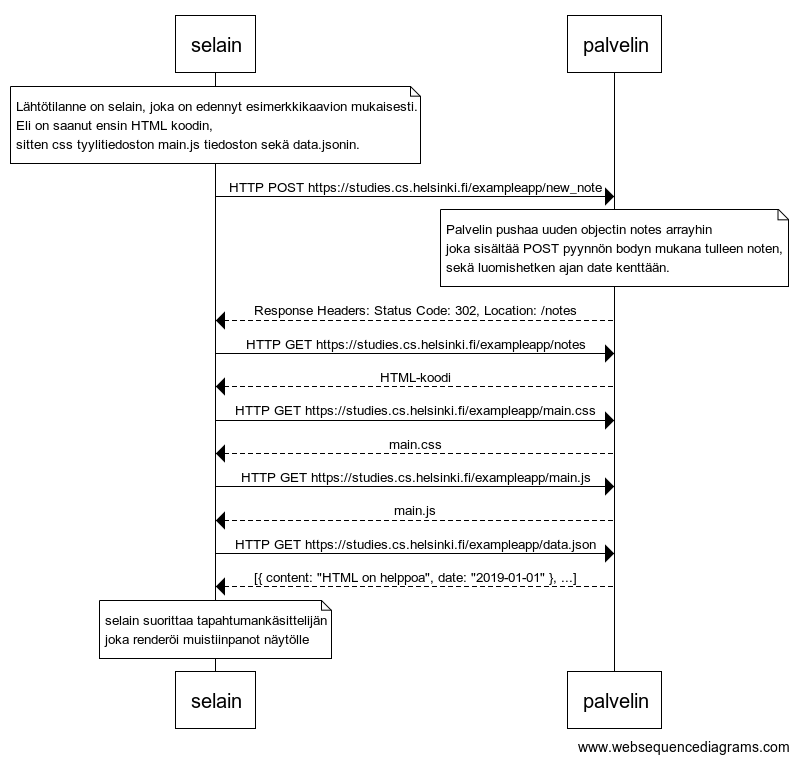 selain
palvelin
Lähtötilanne on selain, joka on edennyt esimerkkikaavion mukaisesti.
Eli on saanut ensin HTML koodin,
sitten css tyylitiedoston main.js tiedoston sekä data.jsonin.
HTTP POST https://studies.cs.helsinki.fi/exampleapp/new_note
Palvelin pushaa uuden objectin notes arrayhin
joka sisältää POST pyynnön bodyn mukana tulleen noten,
sekä luomishetken ajan date kenttään.
Response Headers: Status Code: 302, Location: /notes
HTTP GET https://studies.cs.helsinki.fi/exampleapp/notes
HTML-koodi
HTTP GET https://studies.cs.helsinki.fi/exampleapp/main.css
main.css
HTTP GET https://studies.cs.helsinki.fi/exampleapp/main.js
main.js
HTTP GET https://studies.cs.helsinki.fi/exampleapp/data.json
[{ content: "HTML on helppoa", date: "2019-01-01" }, ...]
selain suorittaa tapahtumankäsittelijän
joka renderöi muistiinpanot näytölle
selain
palvelin
www.websequencediagrams.com